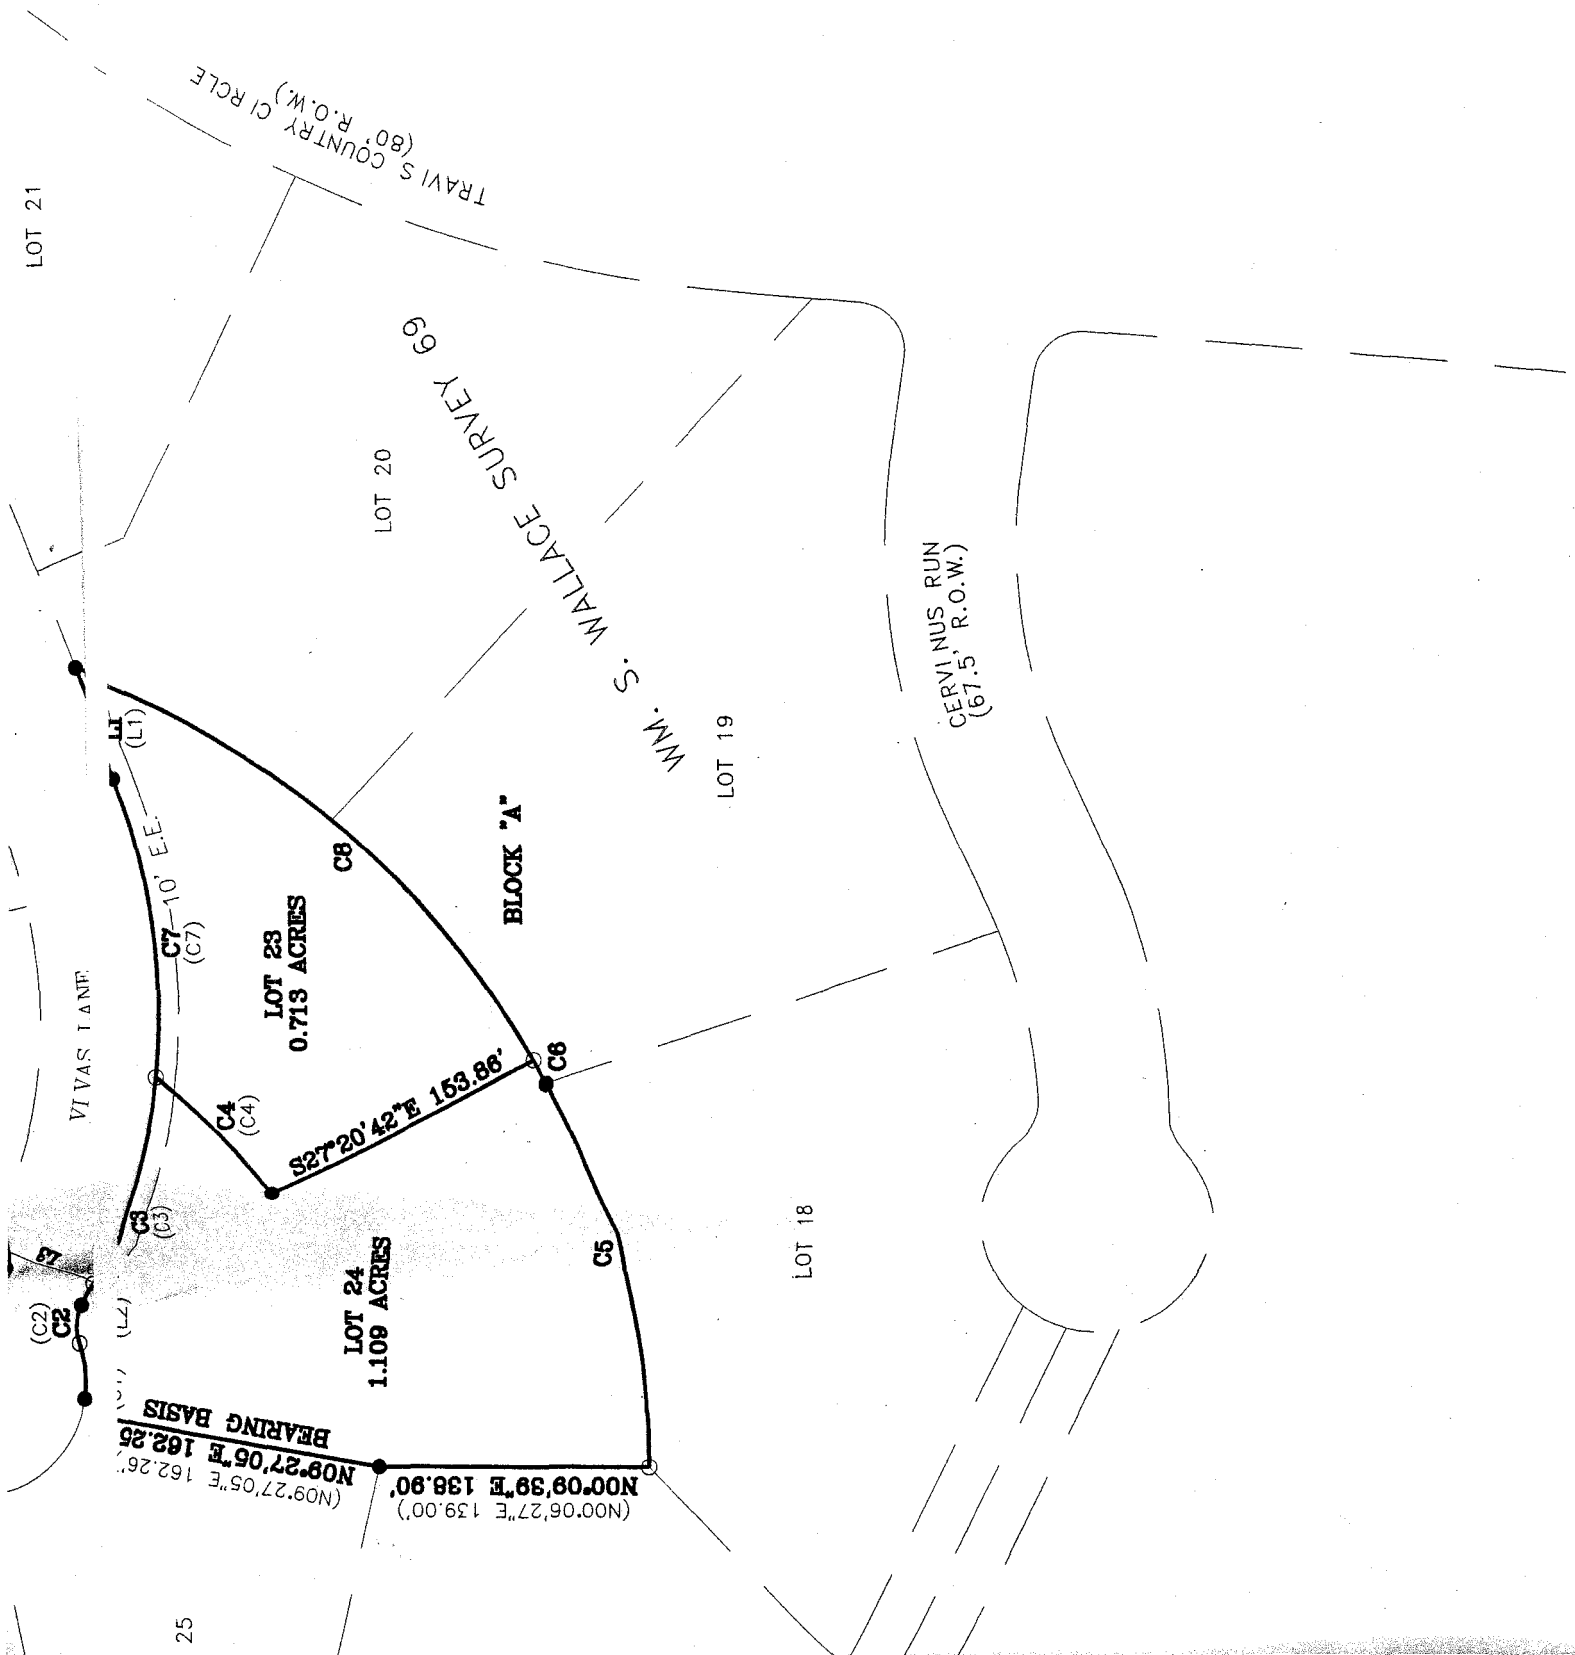 LOT 21
TRAVIS COUNTRY CIRCLE
(80' R.O.W.)
LOT 20
WM. S. WALLACE SURVEY 69
LOT 19
CERVINUS RUN
(67.5' R.O.W.)
L1
(L1)
10' E.E.
C7
(C7)
C8
BLOCK "A"
LOT 23
0.713 ACRES
VIVAS LANE
C4
(C4)
S27°20'42"E 153.86'
C6
C3
(C3)
L3
(C2)
C2
(L2)
LOT 24
1.109 ACRES
C5
LOT 18
BEARING BASIS
N09°27'05"E 162.25
(N09°27'05"E 162.26')
N00°09'39"E 138.90'
(N00°06'27"E 139.00')
25